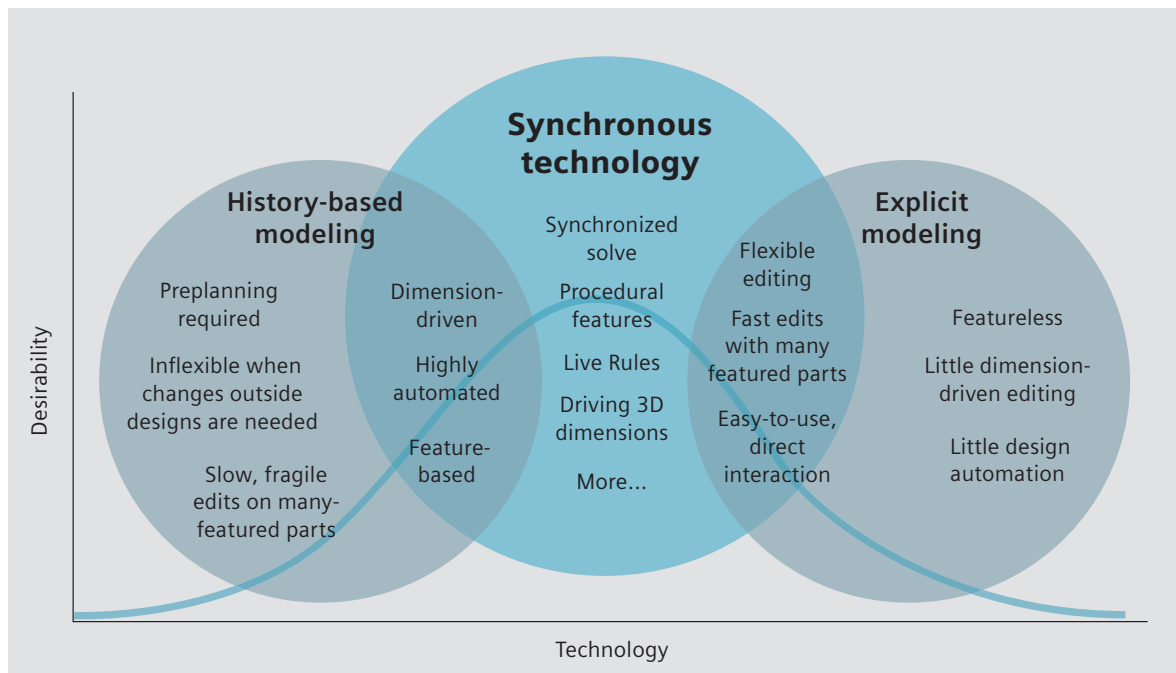 Synchronous
technology
History-based
modeling
Explicit
modeling
Preplanning
required
Inflexible when
changes outside
designs are needed
Slow, fragile
edits on many-
featured parts
Dimension-
driven
Highly
automated
Feature-
based
Synchronized
solve
Procedural
features
Live Rules
Driving 3D
dimensions
More...
Flexible
editing
Fast edits
with many
featured parts
Easy-to-use,
direct
interaction
Featureless
Little dimension-
driven editing
Little design
automation
Desirability
Technology